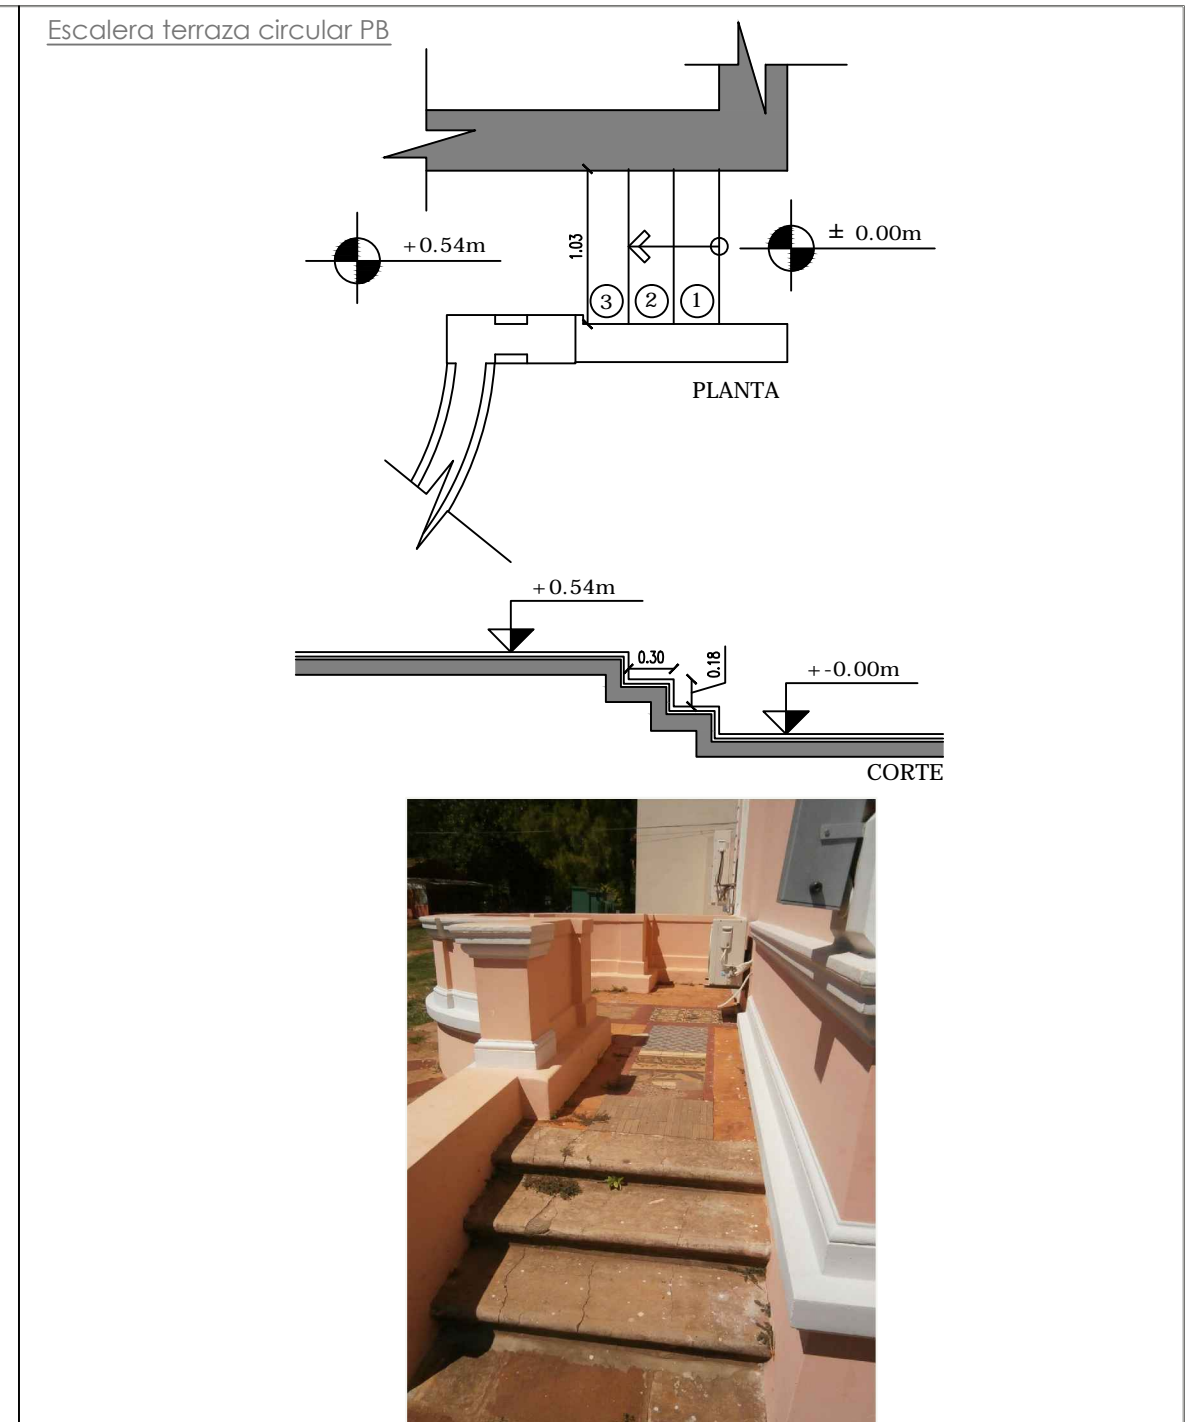 Escalera terraza circular PB
+0.54m
1.03
± 0.00m
3 2 1
PLANTA
+0.54m
0.30
0.18
+-0.00m
CORTE